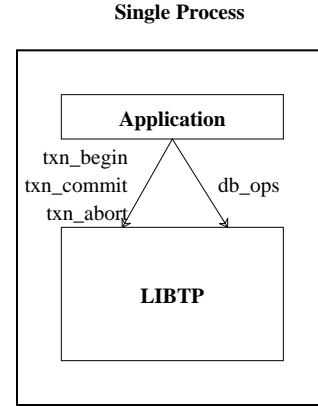 Single Process
Application
txn_begin
txn_commit
db_ops
txn_abort
LIBTP